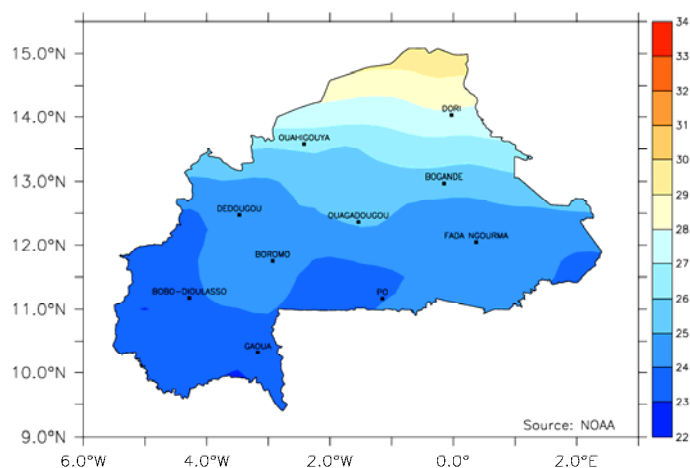 15.0°N
14.0°N
13.0°N
12.0°N
11.0°N
10.0°N
9.0°N
DORI
OUAHIGOUYA
BOGANDE
DEDOUGOU
OUAGADOUGOU
FADA NGOURMA
BOROMO
BOBO-DIOULASSO
PO
GAOUA
Source: NOAA
6.0°W 4.0°W 2.0°W 0.0° 2.0°E
34
33
32
31
30
29
28
27
26
25
24
23
22